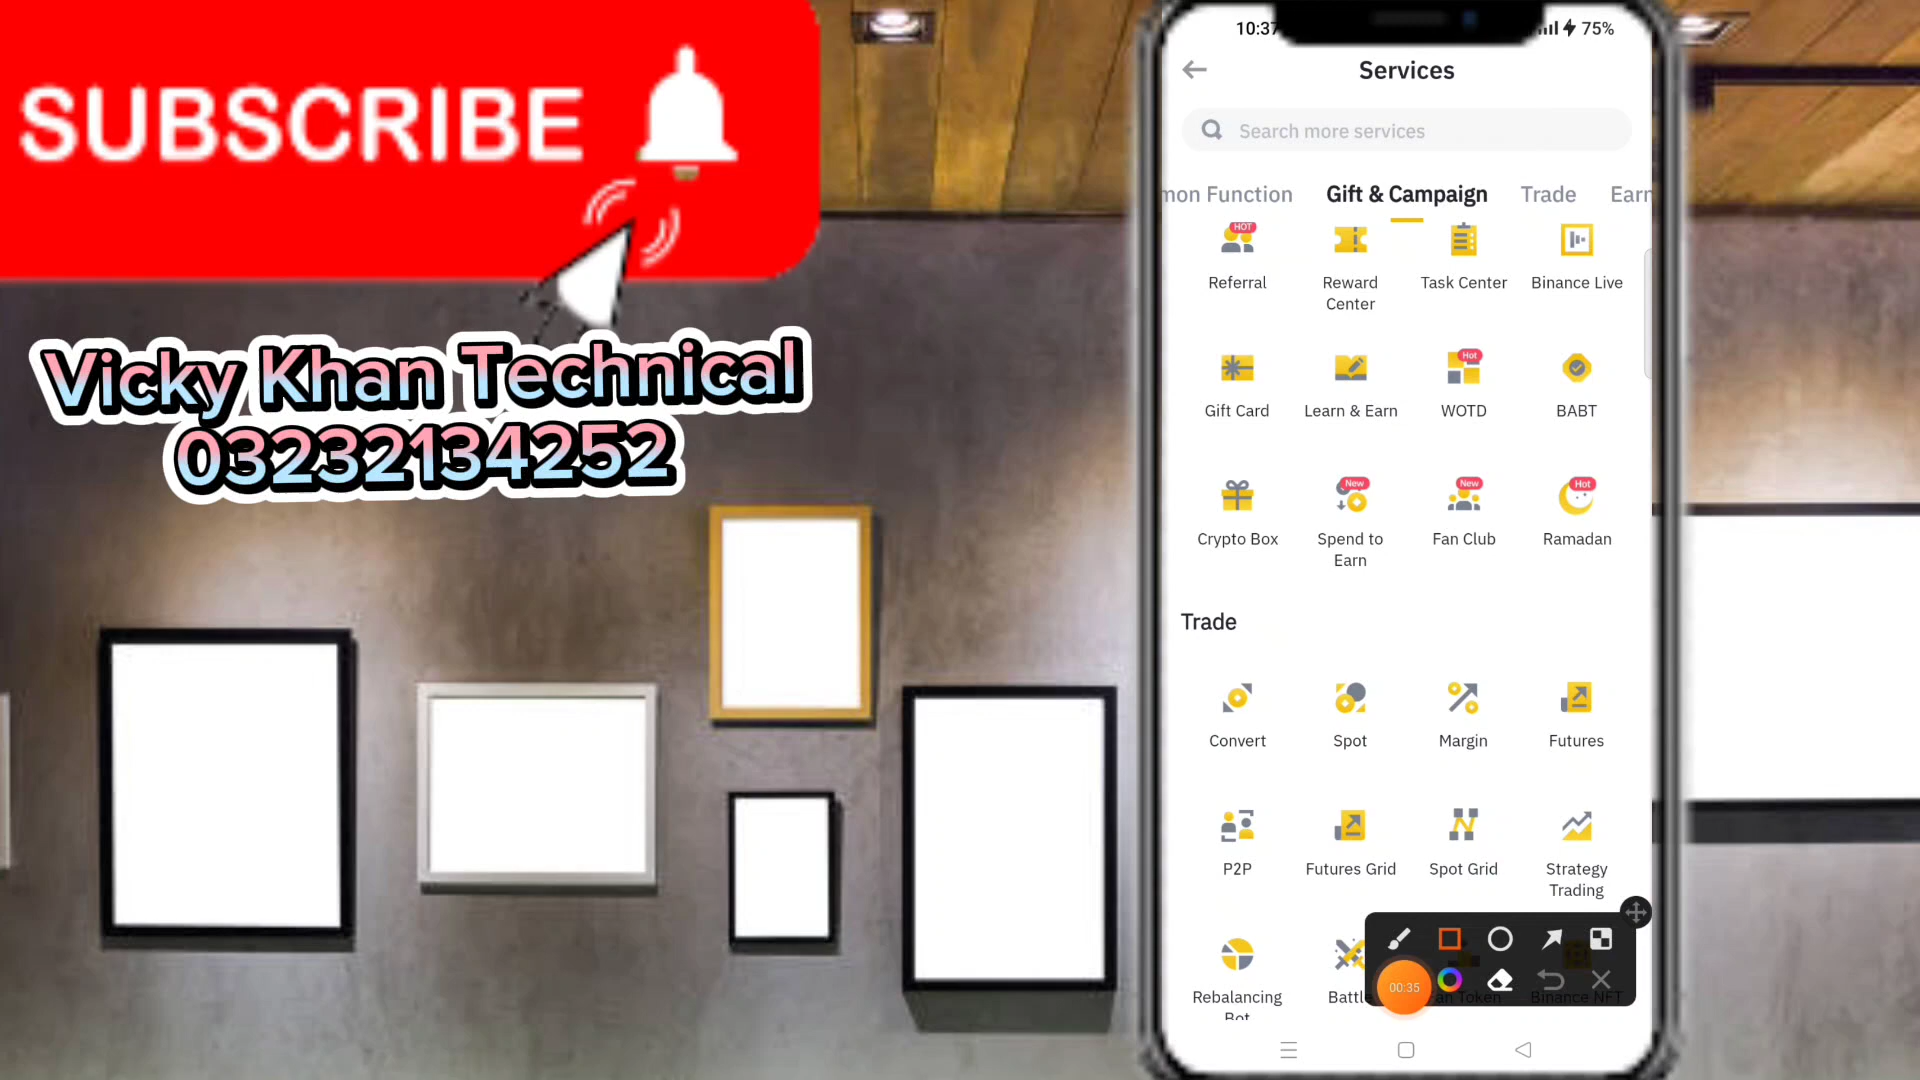 SUBSCRIBE
Vicky Khan Technical
03232134252
10:37
75%
Services
Search more services
mon Function Gift & Campaign Trade Earn
HOT
Referral Reward Center Task Center Binance Live
Hot
Gift Card Learn & Earn WOTD BABT
New New Hot
Crypto Box Spend to Earn Fan Club Ramadan
Trade
Convert Spot Margin Futures
P2P Futures Grid Spot Grid Strategy Trading
Rebalancing Bot Battle an Token Binance NFT
00:35